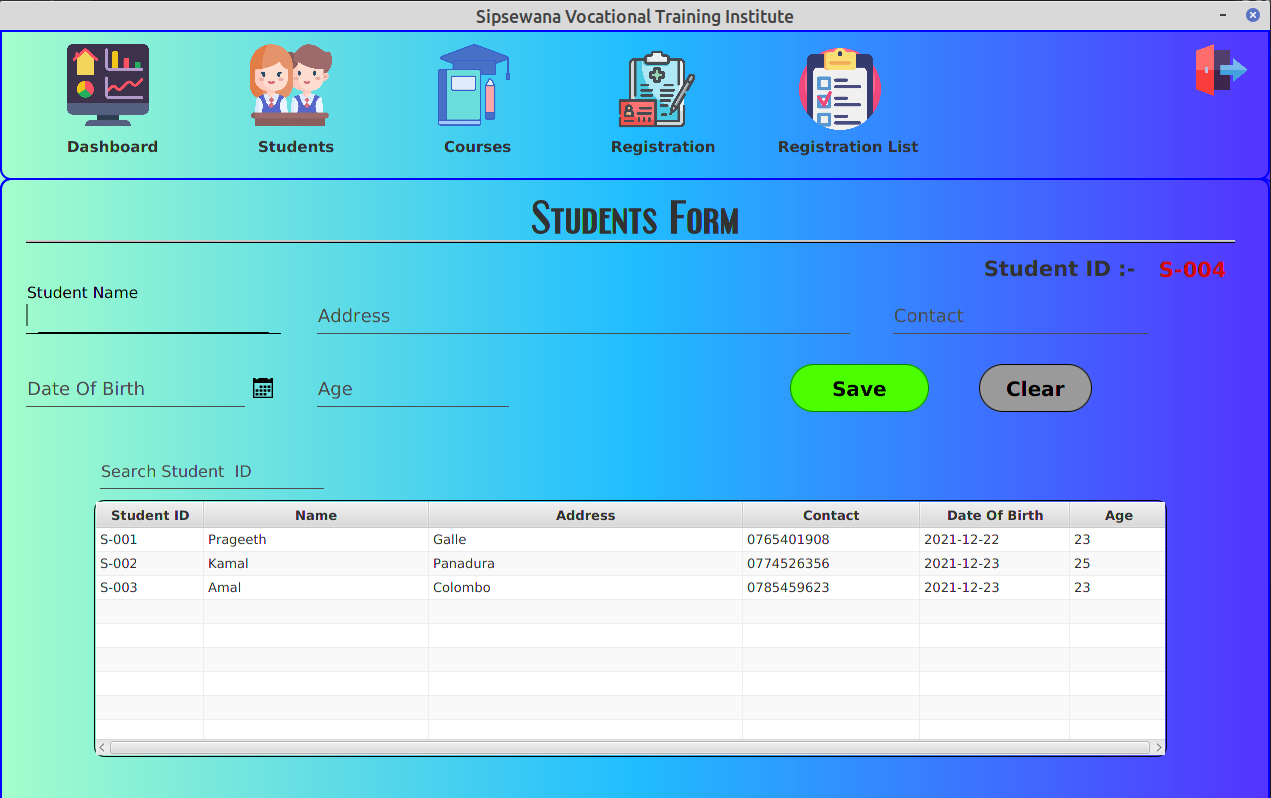 Sipsewana Vocational Training Institute
Dashboard Students Courses Registration Registration List
Students Form
Student ID :- S-004
Student Name
Address Contact
Date Of Birth Age Save Clear
Search Student ID
Student ID Name Address Contact Date Of Birth Age
S-001 Prageeth Galle 0765401908 2021-12-22 23
S-002 Kamal Panadura 0774526356 2021-12-23 25
S-003 Amal Colombo 0785459623 2021-12-23 23